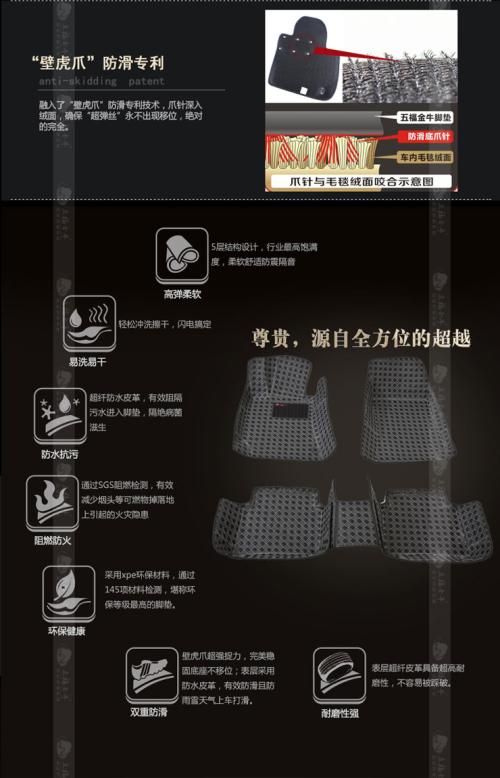 “壁虎爪”防滑专利
anti-skidding patent
融入了“壁虎爪”防滑专利技术，爪针深入
绒面，确保“超弹丝”永不出现移位，绝对
的完全。
五福金牛脚垫
防滑底爪针
车内毛毯绒面
爪针与毛毯绒面咬合示意图
5层结构设计，行业最高饱满
度，柔软舒适防震隔音
高弹柔软
轻松冲洗擦干，闪电搞定
易洗易干
尊贵，源自全方位的超越
超纤防水皮革，有效阻隔
污水进入脚垫，隔绝病菌
滋生
防水抗污
通过SGS阻燃检测，有效
减少烟头等可燃物掉落地
上引起的火灾隐患
阻燃防火
采用xpe环保材料，通过
145项材料检测，堪称环
保等级最高的脚垫。
环保健康
壁虎爪超强抓力，完美稳
固底座不移位；表层采用
防水皮革，有效防滑且防
雨雪天气上车打滑。
双重防滑
表层超纤皮革具备超高耐
磨性，不容易被踩破。
耐磨性强